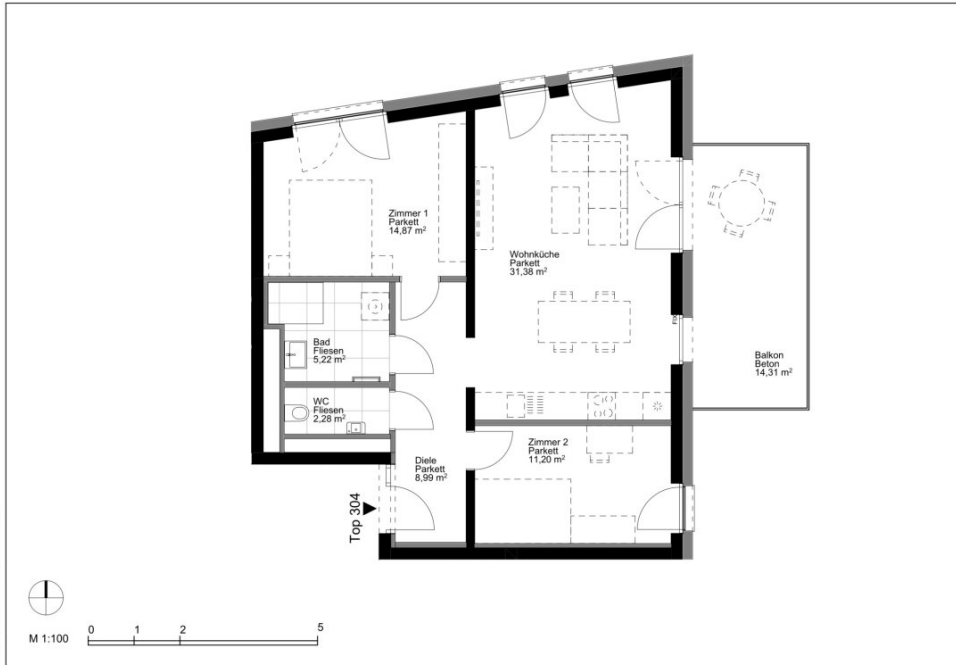 Zimmer 1
Parkett
14,87 m²
Wohnküche
Parkett
31,38 m²
FIX
Bad
Fliesen
5,22 m²
Balkon
Beton
14,31 m²
WC
Fliesen
2,28 m²
Zimmer 2
Parkett
11,20 m²
Diele
Parkett
8,99 m²
Top 304
M 1:100
0 1 2 5